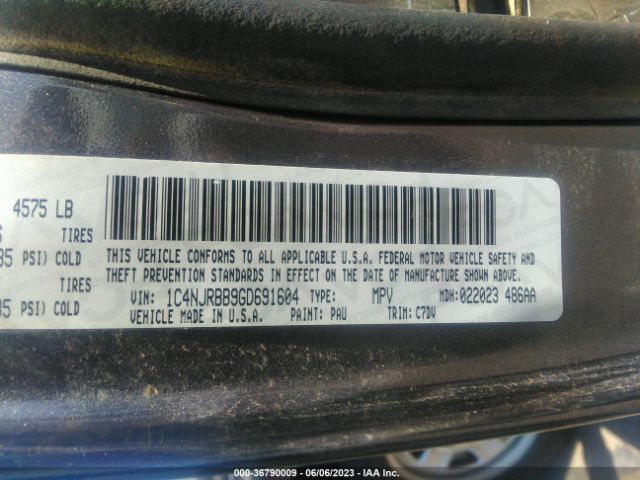 4575 LB
TIRES
35 PSI) COLD
TIRES
35 PSI) COLD
THIS VEHICLE CONFORMS TO ALL APPLICABLE U.S.A. FEDERAL MOTOR VEHICLE SAFETY AND
THEFT PREVENTION STANDARDS IN EFFECT ON THE DATE OF MANUFACTURE SHOWN ABOVE.
VIN: 1C4NJRBB9GD691604 TYPE: MPV MDH: 022023 486AA
VEHICLE MADE IN U.S.A. PAINT: PAU TRIM: C7DV
000-36790009 - 06/06/2023 - IAA Inc.